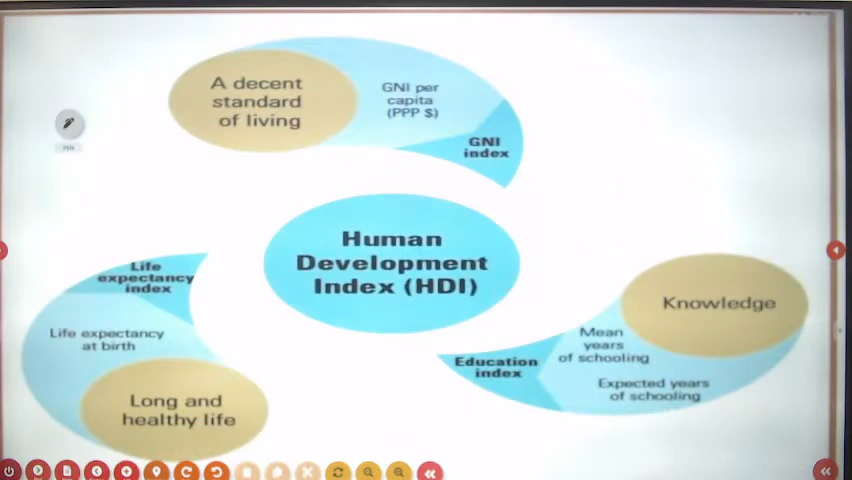 A decent
standard
of living
GNI per
capita
(PPP $)
GNI
index
Human
Development
Index (HDI)
Life
expectancy
index
Life expectancy
at birth
Long and
healthy life
Knowledge
Mean
years
of schooling
Expected years
of schooling
Education
index